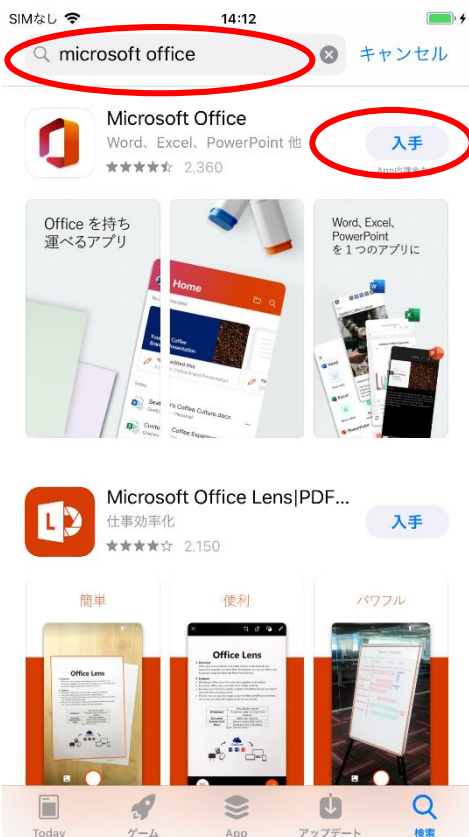 SIMなし 14:12
microsoft office キャンセル
Microsoft Office
Word、Excel、PowerPoint 他
2,360
入手
Office を持ち
運べるアプリ
Home
Word, Excel,
PowerPoint
を 1 つのアプリに
Coffee Culture.docx
Microsoft Office Lens|PDF...
仕事効率化
2,150
入手
簡単
便利
パワフル
Office Lens
Office Lens
Today
ゲーム
App
アップデート
検索